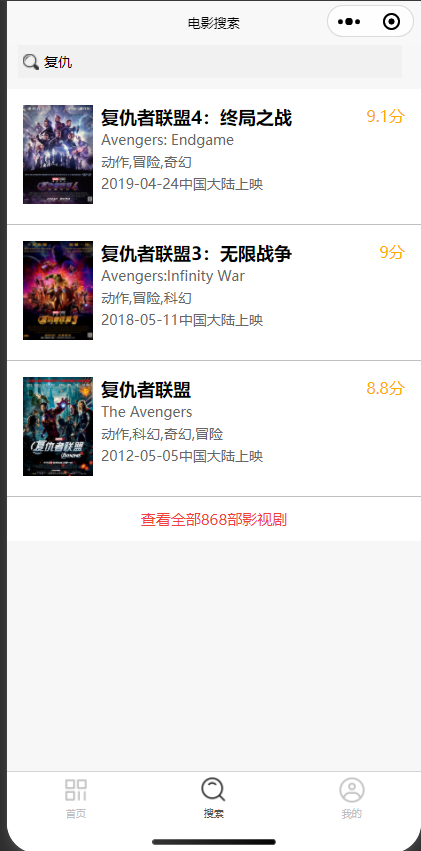 电影搜索
复仇
复仇者联盟4：终局之战
9.1分
Avengers: Endgame
动作,冒险,奇幻
2019-04-24中国大陆上映
复仇者联盟3：无限战争
9分
Avengers:Infinity War
动作,冒险,科幻
2018-05-11中国大陆上映
复仇者联盟
8.8分
The Avengers
动作,科幻,奇幻,冒险
2012-05-05中国大陆上映
复仇者联盟
查看全部868部影视剧
首页
搜索
我的